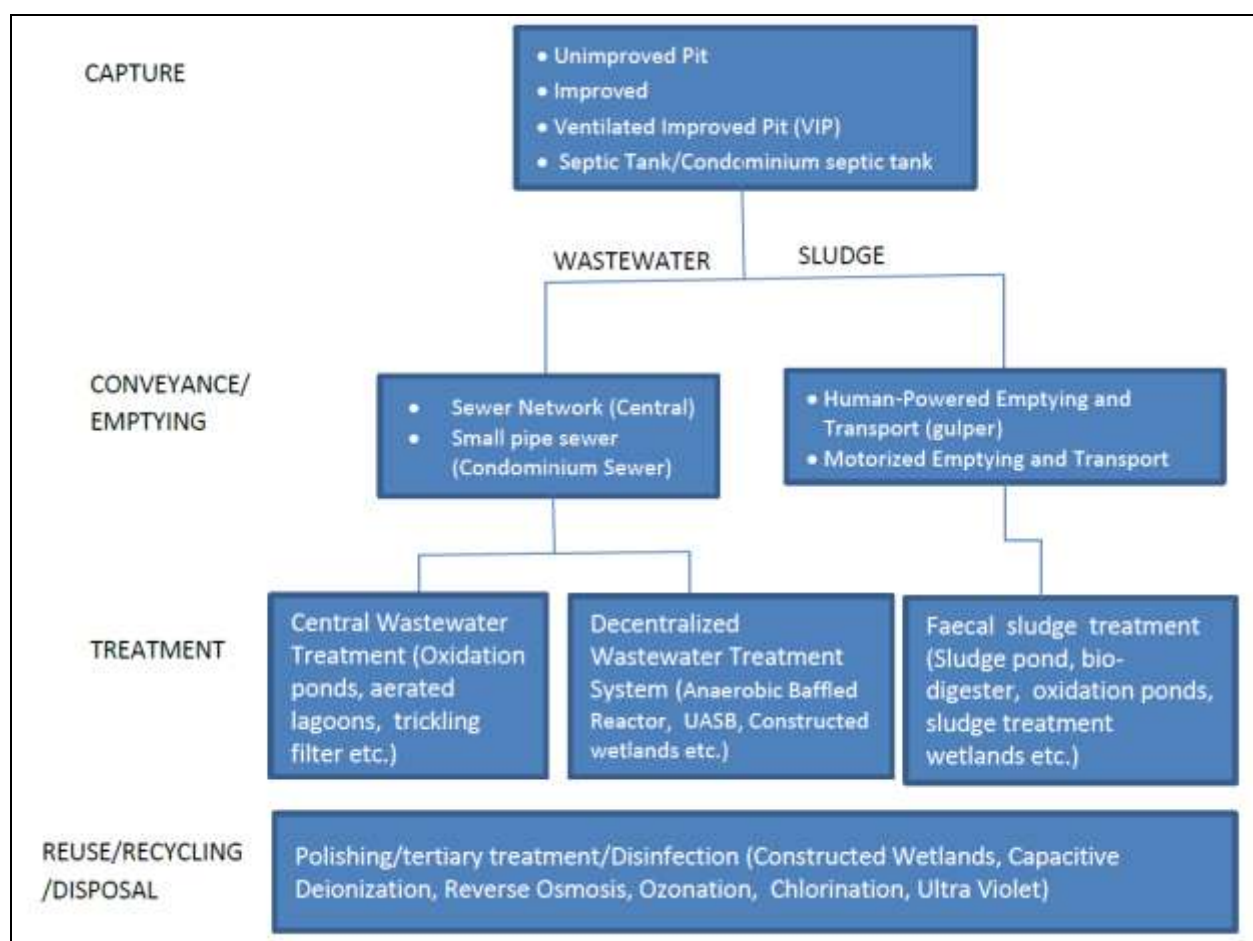 CAPTURE
• Unimproved Pit
• Improved
• Ventilated Improved Pit (VIP)
• Septic Tank/Condominium septic tank
WASTEWATER
SLUDGE
CONVEYANCE/
EMPTYING
• Sewer Network (Central)
• Small pipe sewer
(Condominium Sewer)
• Human-Powered Emptying and
Transport (gulper)
• Motorized Emptying and Transport
TREATMENT
Central Wastewater
Treatment (Oxidation
ponds, aerated
lagoons, trickling
filter etc.)
Decentralized
Wastewater Treatment
System (Anaerobic Baffled
Reactor, UASB, Constructed
wetlands etc.)
Faecal sludge treatment
(Sludge pond, bio-
digester, oxidation ponds,
sludge treatment
wetlands etc.)
REUSE/RECYCLING
/DISPOSAL
Polishing/tertiary treatment/Disinfection (Constructed Wetlands, Capacitive
Deionization, Reverse Osmosis, Ozonation, Chlorination, Ultra Violet)